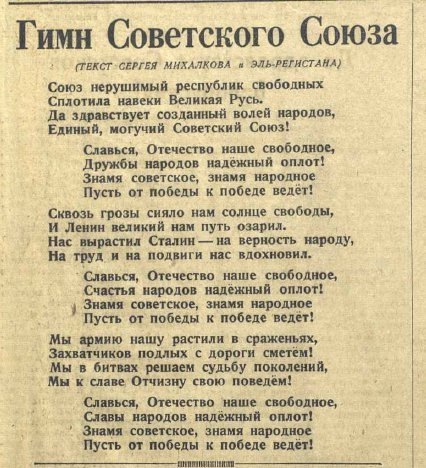 Гимн Советского Союза
(ТЕКСТ СЕРГЕЯ МИХАЛКОВА и ЭЛЬ-РЕГИСТАНА)
Союз нерушимый республик свободных
Сплотила навеки Великая Русь.
Да здравствует созданный волей народов,
Единый, могучий Советский Союз!
Славься, Отечество наше свободное,
Дружбы народов надёжный оплот!
Знамя советское, знамя народное
Пусть от победы к победе ведёт!
Сквозь грозы сияло нам солнце свободы,
И Ленин великий нам путь озарил.
Нас вырастил Сталин — на верность народу,
На труд и на подвиги нас вдохновил.
Славься, Отечество наше свободное,
Счастья народов надёжный оплот!
Знамя советское, знамя народное
Пусть от победы к победе ведёт!
Мы армию нашу растили в сраженьях,
Захватчиков подлых с дороги сметём!
Мы в битвах решаем судьбу поколений,
Мы к славе Отчизну свою поведём!
Славься, Отечество наше свободное,
Славы народов надёжный оплот!
Знамя советское, знамя народное
Пусть от победы к победе ведёт!